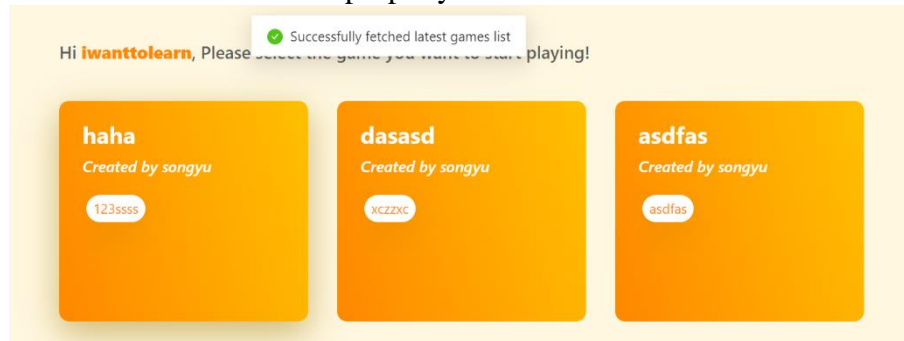 Successfully fetched latest games list
Hi iwanttolearn, Please select the game you want to start playing!
haha
Created by songyu
123ssss
dasasd
Created by songyu
xczzxc
asdfas
Created by songyu
asdfas